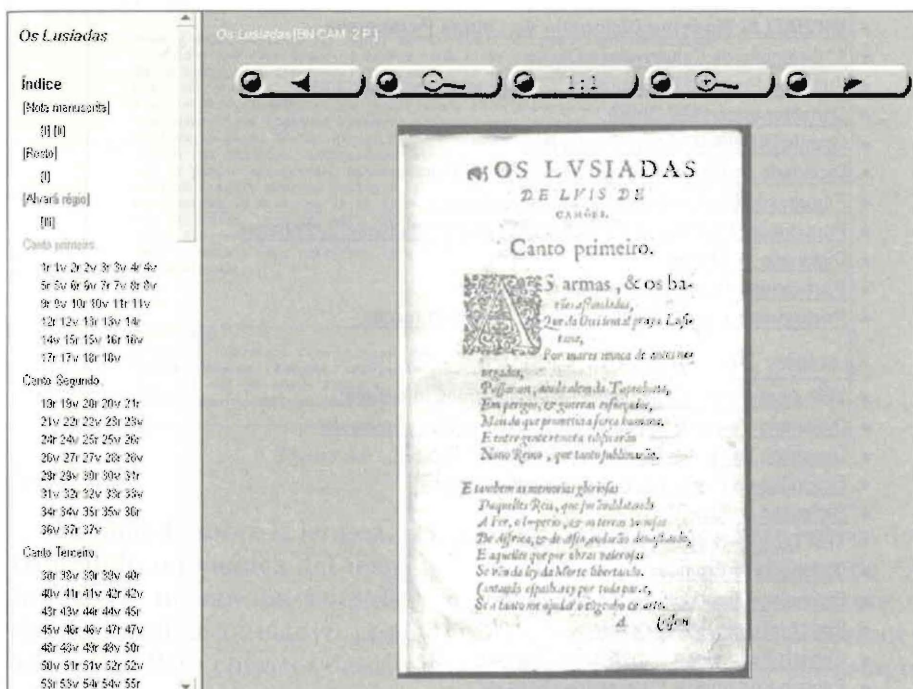 Os Lusíadas
Índice
[Nota manuscrita]
[i] [ii]
[Rosto]
[i]
[Alvará régio]
[iii]
Canto primeiro
1r 1v 2r 2v 3r 3v 4r 4v
5r 5v 6r 6v 7r 7v 8r 8v
9r 9v 10r 10v 11r 11v
12r 12v 13r 13v 14r
14v 15r 15v 16r 16v
17r 17v 18r 18v
Canto Segundo
19r 19v 20r 20v 21r
21v 22r 22v 23r 23v
24r 24v 25r 25v 26r
26v 27r 27v 28r 28v
29r 29v 30r 30v 31r
31v 32r 32v 33r 33v
34r 34v 35r 35v 36r
36v 37r 37v
Canto Terceiro
38r 38v 39r 39v 40r
40v 41r 41v 42r 42v
43r 43v 44r 44v 45r
45v 46r 46v 47r 47v
48r 48v 49r 49v 50r
50v 51r 51v 52r 52v
53r 53v 54r 54v 55r
Os Lusíadas [BN CAM. 2 P.]
1:1
OS LVSIADAS
DE LVIS DE
CAMÕES.
Canto primeiro.
AS armas, & os ba-
Que da Occidental praya Lusi-
tana,
Por mares nunca de antes na-
uegados,
Passaram, ainda alem da Taprobana,
Em perigos, & guerras esforçados,
Mais do que prometia a força humana.
E entre gente remota edificarão
Nouo Reino, que tanto sublimarão.
E tambem as memorias gloriosas
Daquelles Reis, que foram dilatando
A Fee, o Imperio, & as terras viciosas
De Affrica, & de Asia, andarão deuastando,
E aquelles que por obras valerosas
Se vão da ley da Morte libertando.
Cantando espalharey por toda parte,
Se a tanto me ajudar o engenho & arte.
A